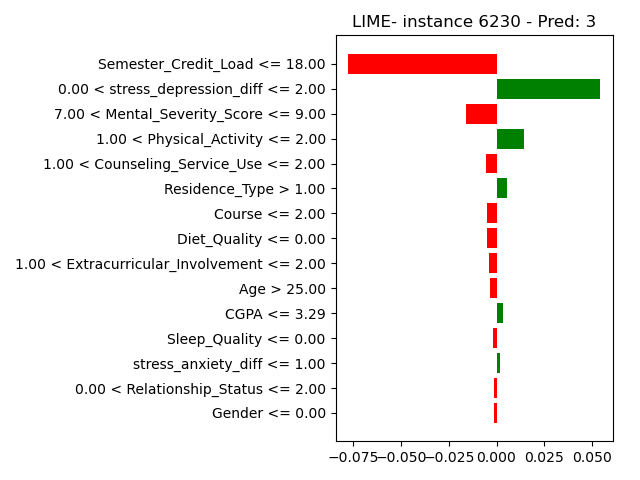 LIME- instance 6230 - Pred: 3
Semester_Credit_Load <= 18.00
0.00 < stress_depression_diff <= 2.00
7.00 < Mental_Severity_Score <= 9.00
1.00 < Physical_Activity <= 2.00
1.00 < Counseling_Service_Use <= 2.00
Residence_Type > 1.00
Course <= 2.00
Diet_Quality <= 0.00
1.00 < Extracurricular_Involvement <= 2.00
Age > 25.00
CGPA <= 3.29
Sleep_Quality <= 0.00
stress_anxiety_diff <= 1.00
0.00 < Relationship_Status <= 2.00
Gender <= 0.00
−0.075 −0.050 −0.025 0.000 0.025 0.050